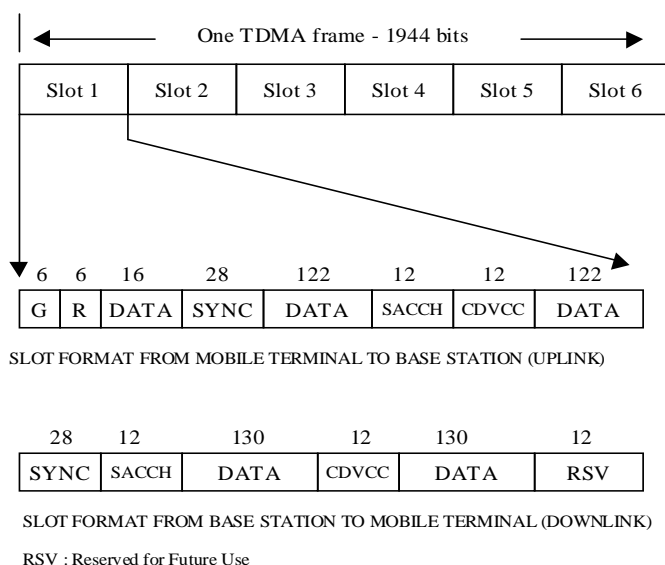 One TDMA frame - 1944 bits
Slot 1 Slot 2 Slot 3 Slot 4 Slot 5 Slot 6
6 6 16 28 122 12 12 122
G R DATA SYNC DATA SACCH CDVCC DATA
SLOT FORMAT FROM MOBILE TERMINAL TO BASE STATION (UPLINK)
28 12 130 12 130 12
SYNC SACCH DATA CDVCC DATA RSV
SLOT FORMAT FROM BASE STATION TO MOBILE TERMINAL (DOWNLINK)
RSV : Reserved for Future Use